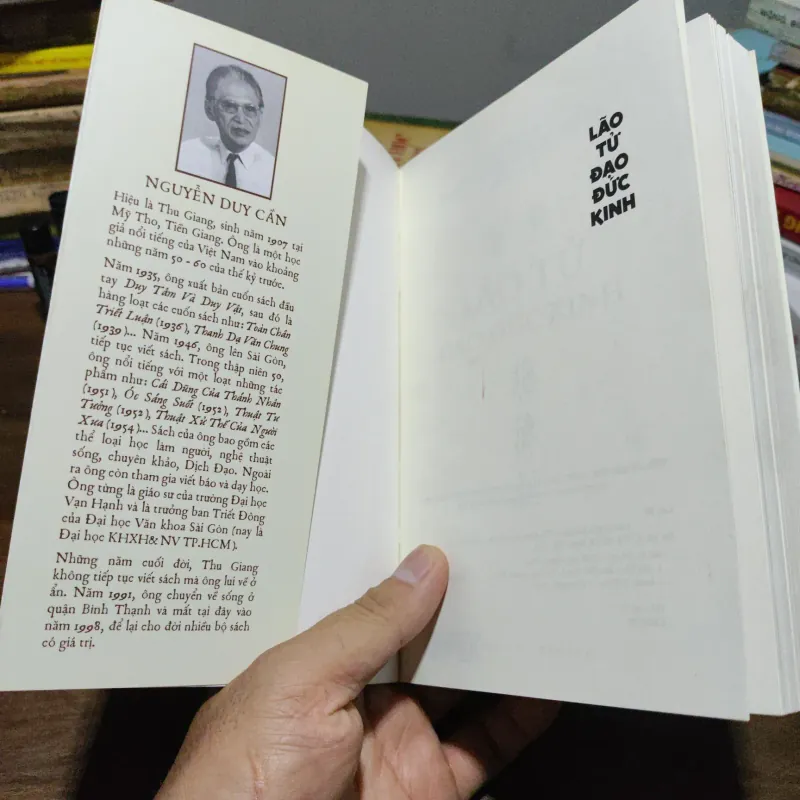 NGUYỄN DUY CẦN
Hiệu là Thu Giang, sinh năm 1907 tại
Mỹ Tho, Tiền Giang. Ông là một học
giả nổi tiếng của Việt Nam vào khoảng
những năm 50 - 60 của thế kỷ trước.
Năm 1935, ông xuất bản cuốn sách đầu
tay Duy Tâm Và Duy Vật, sau đó là
hàng loạt các cuốn sách như: Toàn Chân
Triết Luận (1936), Thanh Dạ Văn Chung
(1939)... Năm 1946, ông lên Sài Gòn,
tiếp tục viết sách. Trong thập niên 50,
ông nổi tiếng với một loạt những tác
phẩm như: Cái Dũng Của Thánh Nhân
(1951), Óc Sáng Suốt (1952), Thuật Tư
Tưởng (1952), Thuật Xử Thế Của Người
Xưa (1954)... Sách của ông bao gồm các
thể loại học làm người, nghệ thuật
sống, chuyên khảo, Dịch Đạo. Ngoài
ra ông còn tham gia viết báo và dạy học.
Ông từng là giáo sư của trường Đại học
Vạn Hạnh và là trưởng ban Triết Đông
của Đại học Văn khoa Sài Gòn (nay là
Đại học KHXH& NV TP.HCM).
Những năm cuối đời, Thu Giang
không tiếp tục viết sách mà ông lui về ở
ẩn. Năm 1991, ông chuyển về sống ở
quận Bình Thạnh và mất tại đây vào
năm 1998, để lại cho đời nhiều bộ sách
có giá trị.
LÃO
TỬ
ĐẠO
ĐỨC
KINH